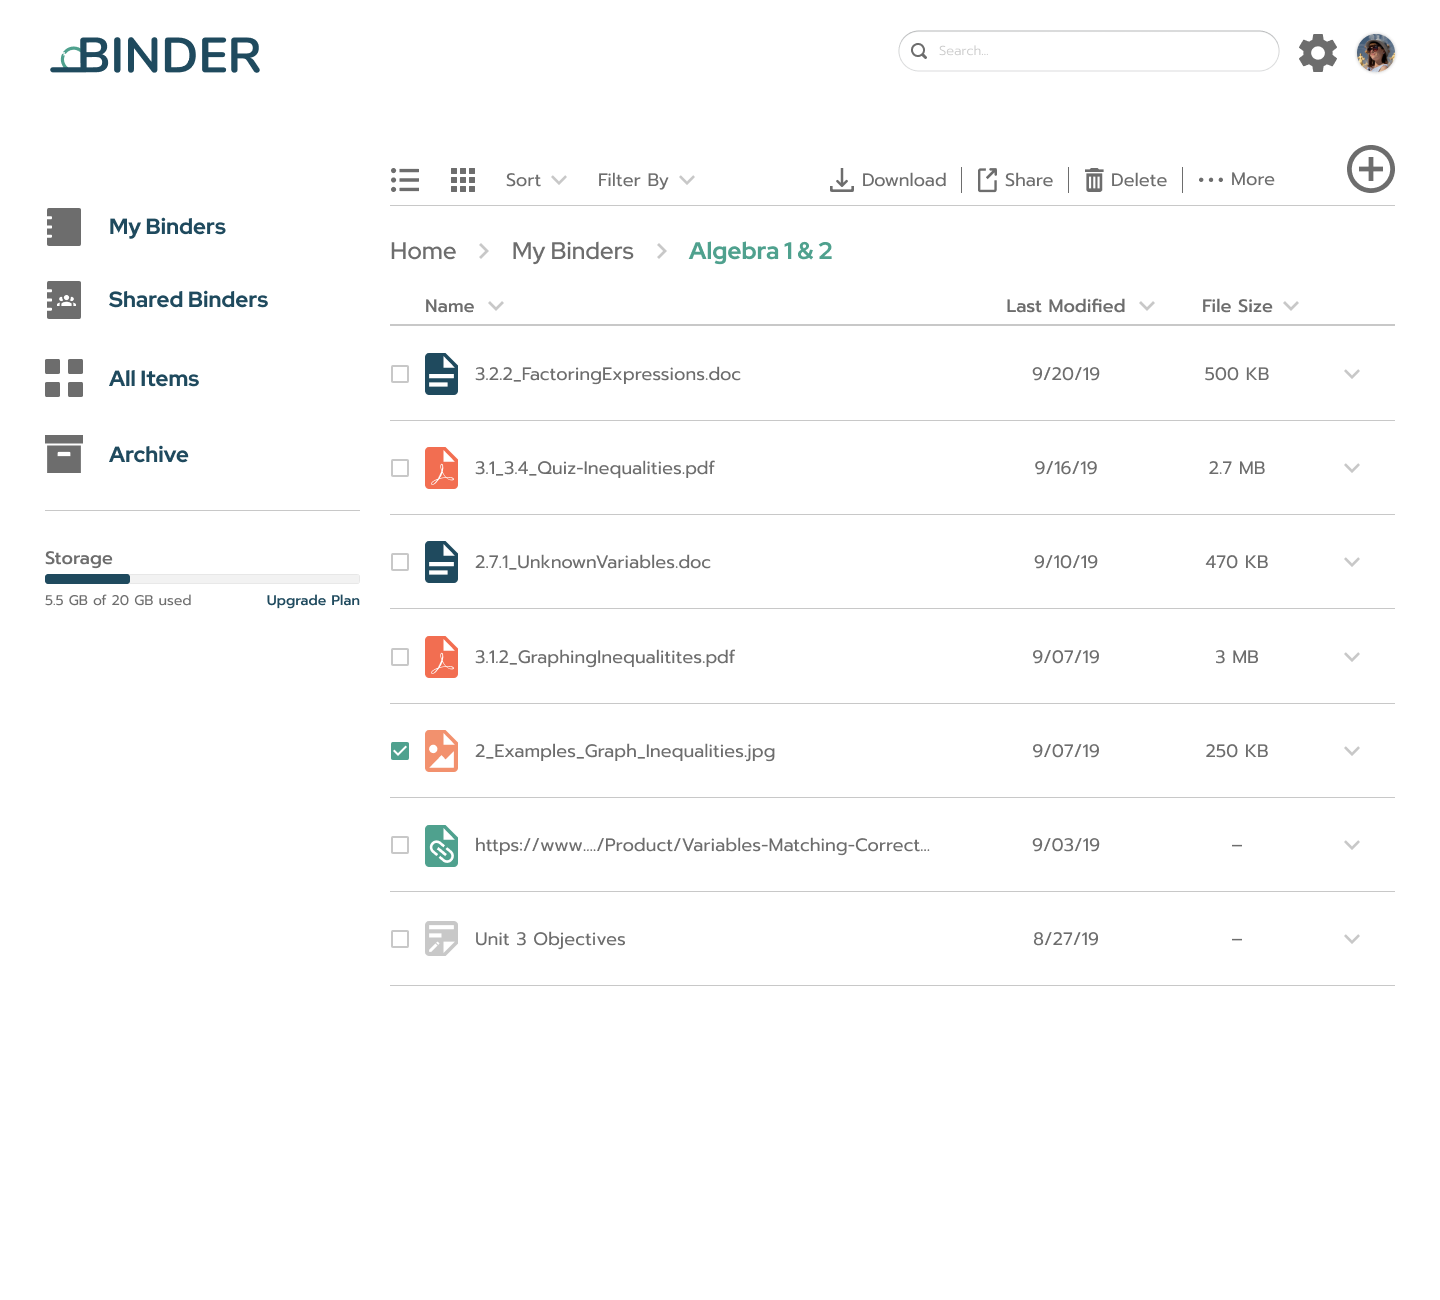 BINDER
Search...
Sort
Filter By
Download
Share
Delete
More
My Binders
Shared Binders
All Items
Archive
Storage
5.5 GB of 20 GB used
Upgrade Plan
Home
My Binders
Algebra 1 & 2
Name
Last Modified
File Size
3.2.2_FactoringExpressions.doc 9/20/19 500 KB
3.1_3.4_Quiz-Inequalities.pdf 9/16/19 2.7 MB
2.7.1_UnknownVariables.doc 9/10/19 470 KB
3.1.2_GraphingInequalitites.pdf 9/07/19 3 MB
2_Examples_Graph_Inequalities.jpg 9/07/19 250 KB
https://www..../Product/Variables-Matching-Correct... 9/03/19 –
Unit 3 Objectives 8/27/19 –